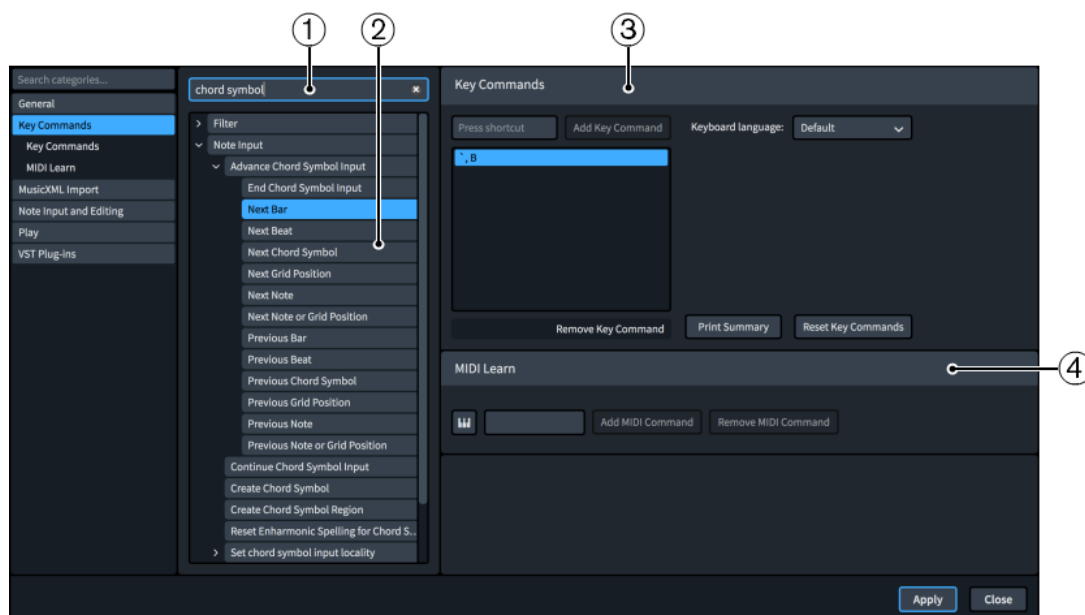 ① ② ③
Search categories...
General
Key Commands
Key Commands
MIDI Learn
MusicXML Import
Note Input and Editing
Play
VST Plug-ins
chord symbol
Filter
Note Input
Advance Chord Symbol Input
End Chord Symbol Input
Next Bar
Next Beat
Next Chord Symbol
Next Grid Position
Next Note
Next Note or Grid Position
Previous Bar
Previous Beat
Previous Chord Symbol
Previous Grid Position
Previous Note
Previous Note or Grid Position
Continue Chord Symbol Input
Create Chord Symbol
Create Chord Symbol Region
Reset Enharmonic Spelling for Chord S..
Set chord symbol input locality
Key Commands
Press shortcut Add Key Command Keyboard language: Default
`, B
Remove Key Command Print Summary Reset Key Commands
MIDI Learn
④
Add MIDI Command Remove MIDI Command
Apply Close